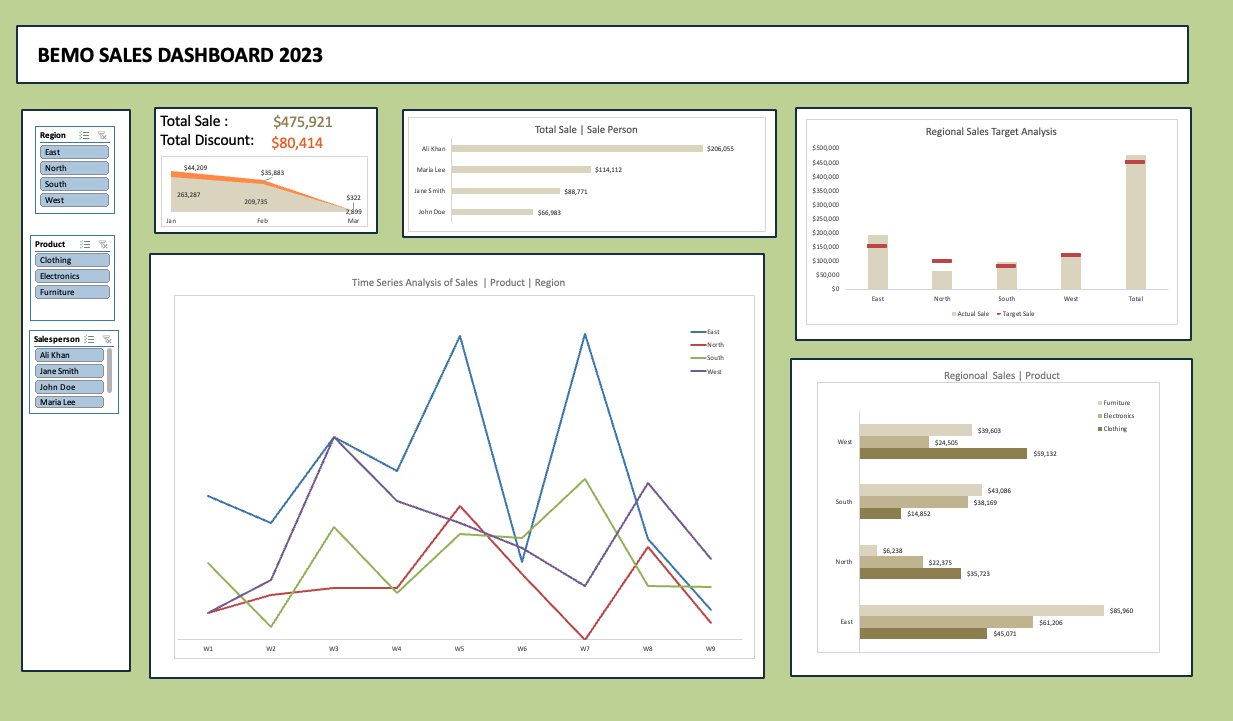 BEMO SALES DASHBOARD 2023
Region
East
North
South
West
Product
Clothing
Electronics
Furniture
Salesperson
Ali Khan
Jane Smith
John Doe
Maria Lee
Total Sale : $475,921
Total Discount: $80,414
$44,209
$35,883
$322
263,287
209,735
2,899
Jan Feb Mar
Total Sale | Sale Person
Ali Khan $206,055
Maria Lee $114,112
Jane Smith $88,771
John Doe $66,983
Regional Sales Target Analysis
$500,000
$450,000
$400,000
$350,000
$300,000
$250,000
$200,000
$150,000
$100,000
$50,000
$0
East North South West Total
Actual Sale Target Sale
Time Series Analysis of Sales | Product | Region
East
North
South
West
W1 W2 W3 W4 W5 W6 W7 W8 W9
Regionoal Sales | Product
Furniture
Electronics
Clothing
West
$39,603
$24,505
$59,132
South
$43,086
$38,169
$14,852
North
$6,238
$22,375
$35,723
East
$85,960
$61,206
$45,071